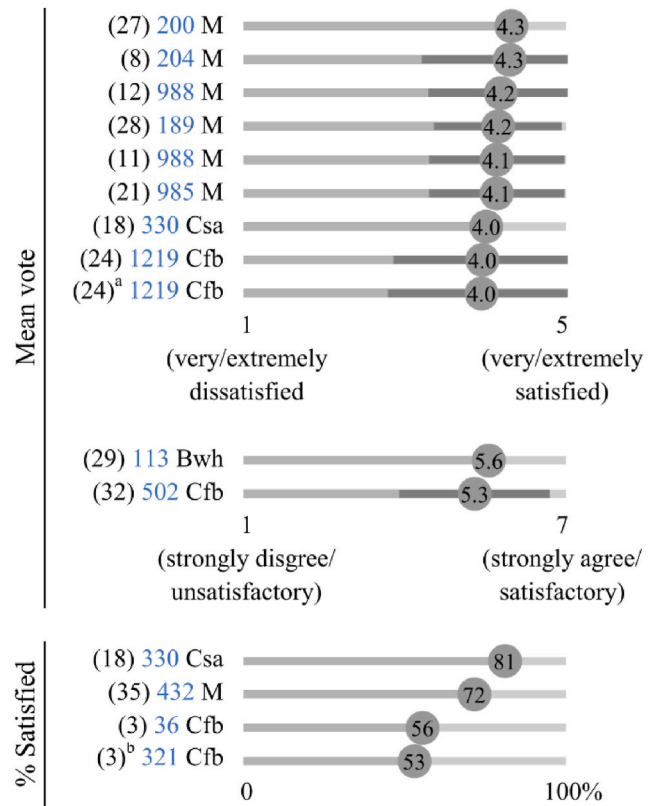 Mean vote
(27) 200 M 4.3
(8) 204 M 4.3
(12) 988 M 4.2
(28) 189 M 4.2
(11) 988 M 4.1
(21) 985 M 4.1
(18) 330 Csa 4.0
(24) 1219 Cfb 4.0
(24)a 1219 Cfb 4.0
1 5
(very/extremely (very/extremely
dissatisfied satisfied)
(29) 113 Bwh 5.6
(32) 502 Cfb 5.3
1 7
(strongly disgree/ (strongly agree/
unsatisfactory) satisfactory)
% Satisfied
(18) 330 Csa 81
(35) 432 M 72
(3) 36 Cfb 56
(3)b 321 Cfb 53
0 100%